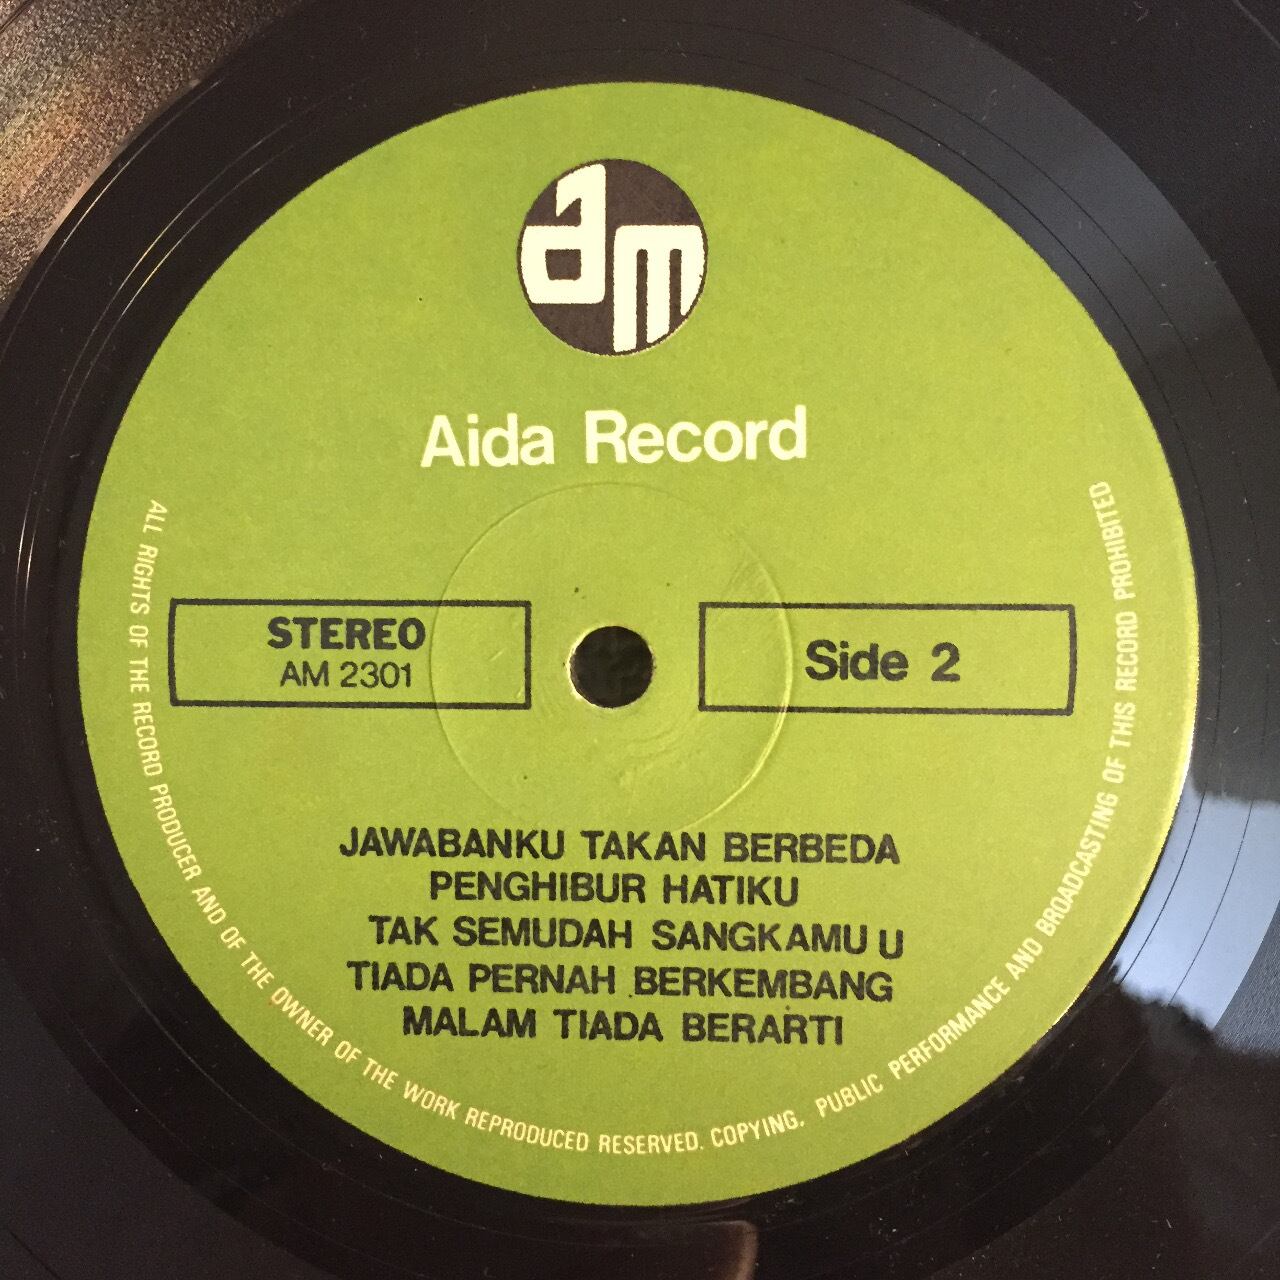 am
Aida Record
STEREO
AM 2301
Side 2
JAWABANKU TAKAN BERBEDA
PENGHIBUR HATIKU
TAK SEMUDAH SANGKAMU U
TIADA PERNAH BERKEMBANG
MALAM TIADA BERARTI
ALL RIGHTS OF THE RECORD PRODUCER AND OF THE OWNER OF THE WORK REPRODUCED RESERVED. COPYING, PUBLIC PERFORMANCE AND BROADCASTING OF THIS RECORD PROHIBITED